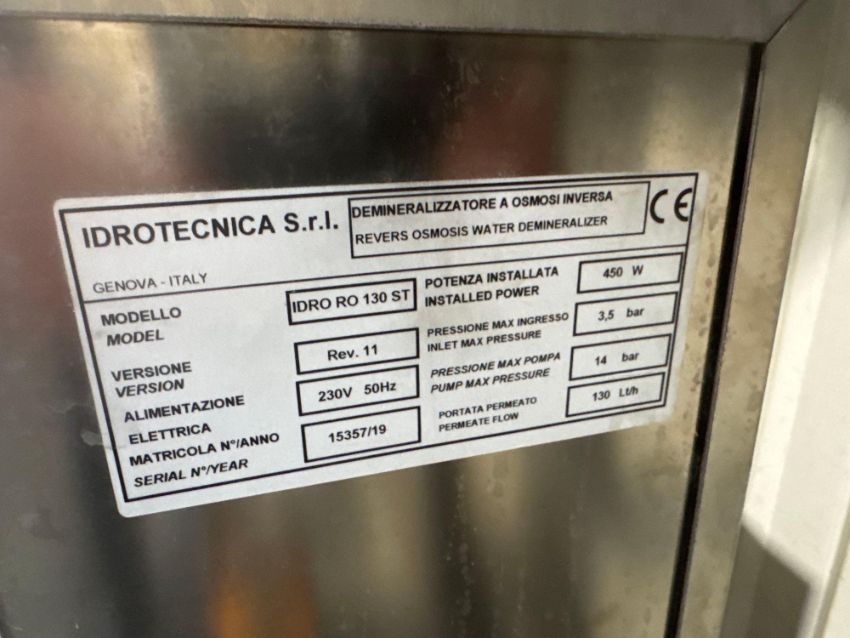 IDROTECNICA S.r.l.
DEMINERALIZZATORE A OSMOSI INVERSA
REVERS OSMOSIS WATER DEMINERALIZER
CE
GENOVA - ITALY
MODELLO
MODEL
IDRO RO 130 ST
VERSIONE
VERSION
Rev. 11
ALIMENTAZIONE
ELETTRICA
230V 50Hz
MATRICOLA N°/ANNO
SERIAL N°/YEAR
15357/19
POTENZA INSTALLATA
INSTALLED POWER
450 W
PRESSIONE MAX INGRESSO
INLET MAX PRESSURE
3,5 bar
PRESSIONE MAX POMPA
PUMP MAX PRESSURE
14 bar
PORTATA PERMEATO
PERMEATE FLOW
130 Lt/h